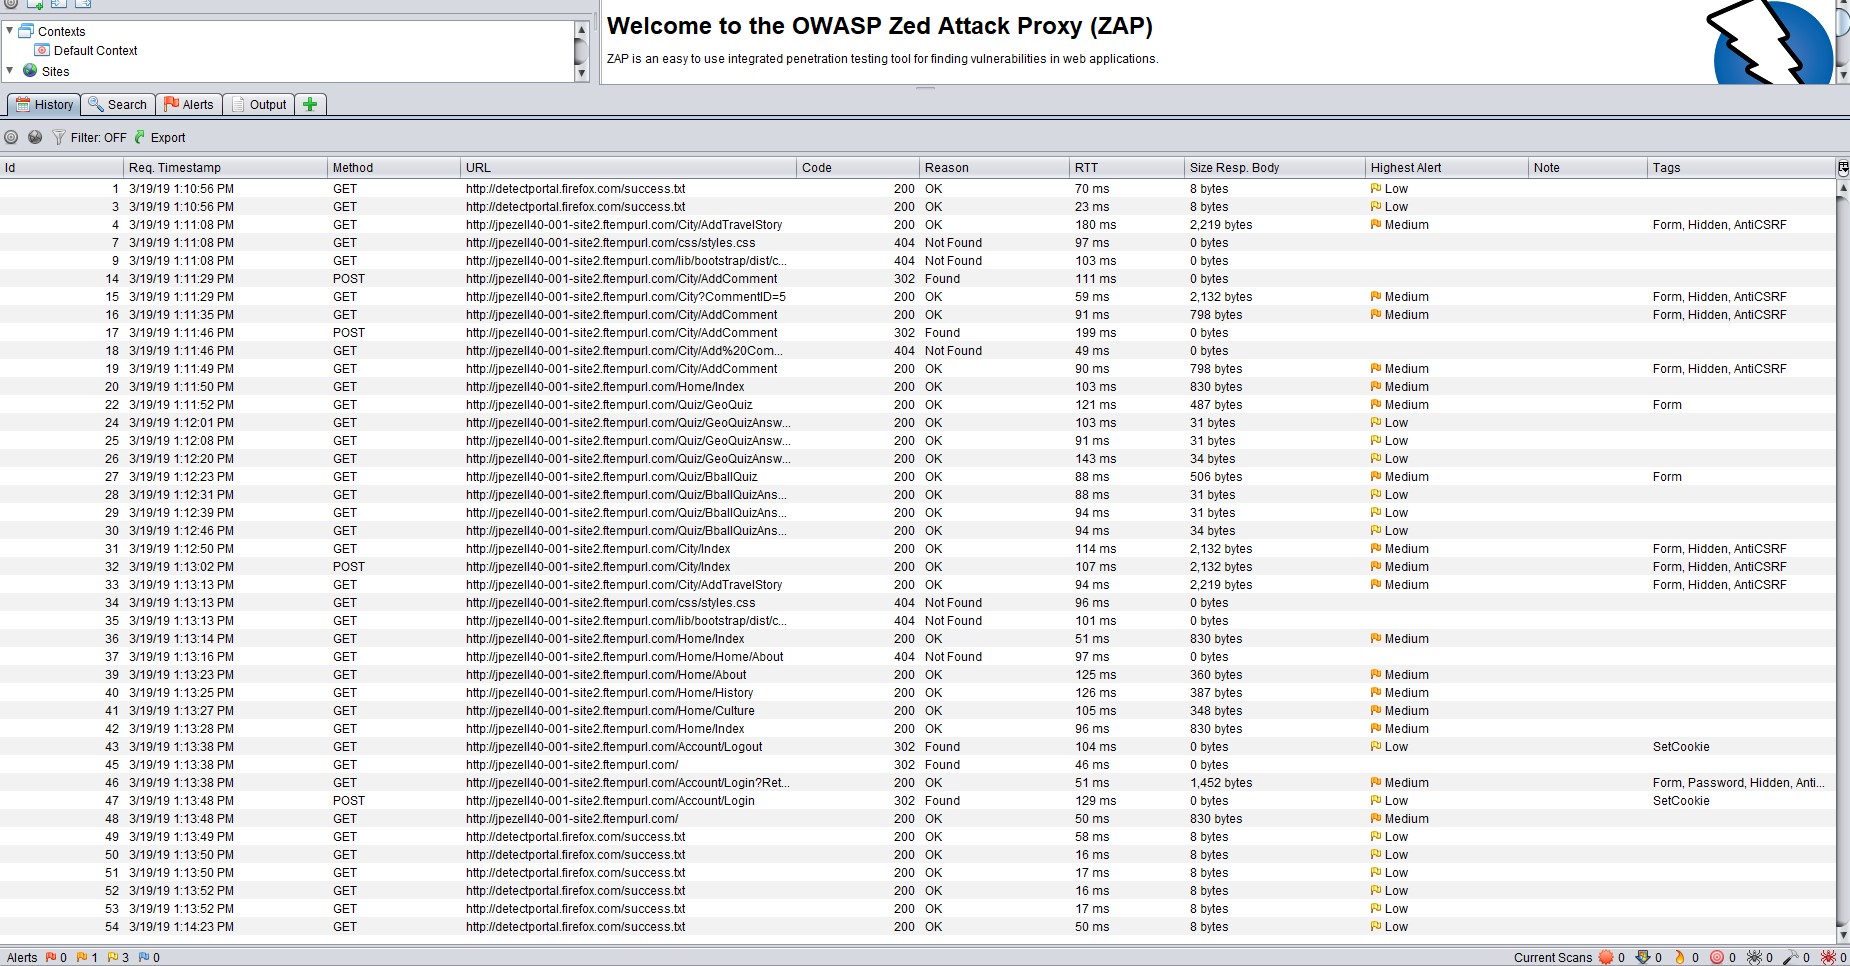 Contexts
Default Context
Sites
Welcome to the OWASP Zed Attack Proxy (ZAP)
ZAP is an easy to use integrated penetration testing tool for finding vulnerabilities in web applications.
History Search Alerts Output
Filter: OFF Export
Id Req. Timestamp Method URL Code Reason RTT Size Resp. Body Highest Alert Note Tags
1 3/19/19 1:10:56 PM GET http://detectportal.firefox.com/success.txt 200 OK 70 ms 8 bytes Low
3 3/19/19 1:10:56 PM GET http://detectportal.firefox.com/success.txt 200 OK 23 ms 8 bytes Low
4 3/19/19 1:11:08 PM GET http://jpezell40-001-site2.ftempurl.com/City/AddTravelStory 200 OK 180 ms 2,219 bytes Medium Form, Hidden, AntiCSRF
7 3/19/19 1:11:08 PM GET http://jpezell40-001-site2.ftempurl.com/css/styles.css 404 Not Found 97 ms 0 bytes
9 3/19/19 1:11:08 PM GET http://jpezell40-001-site2.ftempurl.com/lib/bootstrap/dist/c... 404 Not Found 103 ms 0 bytes
14 3/19/19 1:11:29 PM POST http://jpezell40-001-site2.ftempurl.com/City/AddComment 302 Found 111 ms 0 bytes
15 3/19/19 1:11:29 PM GET http://jpezell40-001-site2.ftempurl.com/City?CommentID=5 200 OK 59 ms 2,132 bytes Medium Form, Hidden, AntiCSRF
16 3/19/19 1:11:35 PM GET http://jpezell40-001-site2.ftempurl.com/City/AddComment 200 OK 91 ms 798 bytes Medium Form, Hidden, AntiCSRF
17 3/19/19 1:11:46 PM POST http://jpezell40-001-site2.ftempurl.com/City/AddComment 302 Found 199 ms 0 bytes
18 3/19/19 1:11:46 PM GET http://jpezell40-001-site2.ftempurl.com/City/Add%20Com... 404 Not Found 49 ms 0 bytes
19 3/19/19 1:11:49 PM GET http://jpezell40-001-site2.ftempurl.com/City/AddComment 200 OK 90 ms 798 bytes Medium Form, Hidden, AntiCSRF
20 3/19/19 1:11:50 PM GET http://jpezell40-001-site2.ftempurl.com/Home/Index 200 OK 103 ms 830 bytes Medium
22 3/19/19 1:11:52 PM GET http://jpezell40-001-site2.ftempurl.com/Quiz/GeoQuiz 200 OK 121 ms 487 bytes Medium Form
24 3/19/19 1:12:01 PM GET http://jpezell40-001-site2.ftempurl.com/Quiz/GeoQuizAnsw... 200 OK 103 ms 31 bytes Low
25 3/19/19 1:12:08 PM GET http://jpezell40-001-site2.ftempurl.com/Quiz/GeoQuizAnsw... 200 OK 91 ms 31 bytes Low
26 3/19/19 1:12:20 PM GET http://jpezell40-001-site2.ftempurl.com/Quiz/GeoQuizAnsw... 200 OK 143 ms 34 bytes Low
27 3/19/19 1:12:23 PM GET http://jpezell40-001-site2.ftempurl.com/Quiz/BballQuiz 200 OK 88 ms 506 bytes Medium Form
28 3/19/19 1:12:31 PM GET http://jpezell40-001-site2.ftempurl.com/Quiz/BballQuizAns... 200 OK 88 ms 31 bytes Low
29 3/19/19 1:12:39 PM GET http://jpezell40-001-site2.ftempurl.com/Quiz/BballQuizAns... 200 OK 94 ms 31 bytes Low
30 3/19/19 1:12:46 PM GET http://jpezell40-001-site2.ftempurl.com/Quiz/BballQuizAns... 200 OK 94 ms 34 bytes Low
31 3/19/19 1:12:50 PM GET http://jpezell40-001-site2.ftempurl.com/City/Index 200 OK 114 ms 2,132 bytes Medium Form, Hidden, AntiCSRF
32 3/19/19 1:13:02 PM POST http://jpezell40-001-site2.ftempurl.com/City/Index 200 OK 107 ms 2,132 bytes Medium Form, Hidden, AntiCSRF
33 3/19/19 1:13:13 PM GET http://jpezell40-001-site2.ftempurl.com/City/AddTravelStory 200 OK 94 ms 2,219 bytes Medium Form, Hidden, AntiCSRF
34 3/19/19 1:13:13 PM GET http://jpezell40-001-site2.ftempurl.com/css/styles.css 404 Not Found 96 ms 0 bytes
35 3/19/19 1:13:13 PM GET http://jpezell40-001-site2.ftempurl.com/lib/bootstrap/dist/c... 404 Not Found 101 ms 0 bytes
36 3/19/19 1:13:14 PM GET http://jpezell40-001-site2.ftempurl.com/Home/Index 200 OK 51 ms 830 bytes Medium
37 3/19/19 1:13:16 PM GET http://jpezell40-001-site2.ftempurl.com/Home/Home/About 404 Not Found 97 ms 0 bytes
39 3/19/19 1:13:23 PM GET http://jpezell40-001-site2.ftempurl.com/Home/About 200 OK 125 ms 360 bytes Medium
40 3/19/19 1:13:25 PM GET http://jpezell40-001-site2.ftempurl.com/Home/History 200 OK 126 ms 387 bytes Medium
41 3/19/19 1:13:27 PM GET http://jpezell40-001-site2.ftempurl.com/Home/Culture 200 OK 105 ms 348 bytes Medium
42 3/19/19 1:13:28 PM GET http://jpezell40-001-site2.ftempurl.com/Home/Index 200 OK 96 ms 830 bytes Medium
43 3/19/19 1:13:38 PM GET http://jpezell40-001-site2.ftempurl.com/Account/Logout 302 Found 104 ms 0 bytes Low SetCookie
45 3/19/19 1:13:38 PM GET http://jpezell40-001-site2.ftempurl.com/ 302 Found 46 ms 0 bytes
46 3/19/19 1:13:38 PM GET http://jpezell40-001-site2.ftempurl.com/Account/Login?Ret... 200 OK 51 ms 1,452 bytes Medium Form, Password, Hidden, Anti...
47 3/19/19 1:13:48 PM POST http://jpezell40-001-site2.ftempurl.com/Account/Login 302 Found 129 ms 0 bytes Low SetCookie
48 3/19/19 1:13:48 PM GET http://jpezell40-001-site2.ftempurl.com/ 200 OK 50 ms 830 bytes Medium
49 3/19/19 1:13:49 PM GET http://detectportal.firefox.com/success.txt 200 OK 58 ms 8 bytes Low
50 3/19/19 1:13:50 PM GET http://detectportal.firefox.com/success.txt 200 OK 16 ms 8 bytes Low
51 3/19/19 1:13:50 PM GET http://detectportal.firefox.com/success.txt 200 OK 17 ms 8 bytes Low
52 3/19/19 1:13:52 PM GET http://detectportal.firefox.com/success.txt 200 OK 16 ms 8 bytes Low
53 3/19/19 1:13:52 PM GET http://detectportal.firefox.com/success.txt 200 OK 17 ms 8 bytes Low
54 3/19/19 1:14:23 PM GET http://detectportal.firefox.com/success.txt 200 OK 50 ms 8 bytes Low
Alerts 0 1 3 0 Current Scans 0 0 0 0 0 0 0